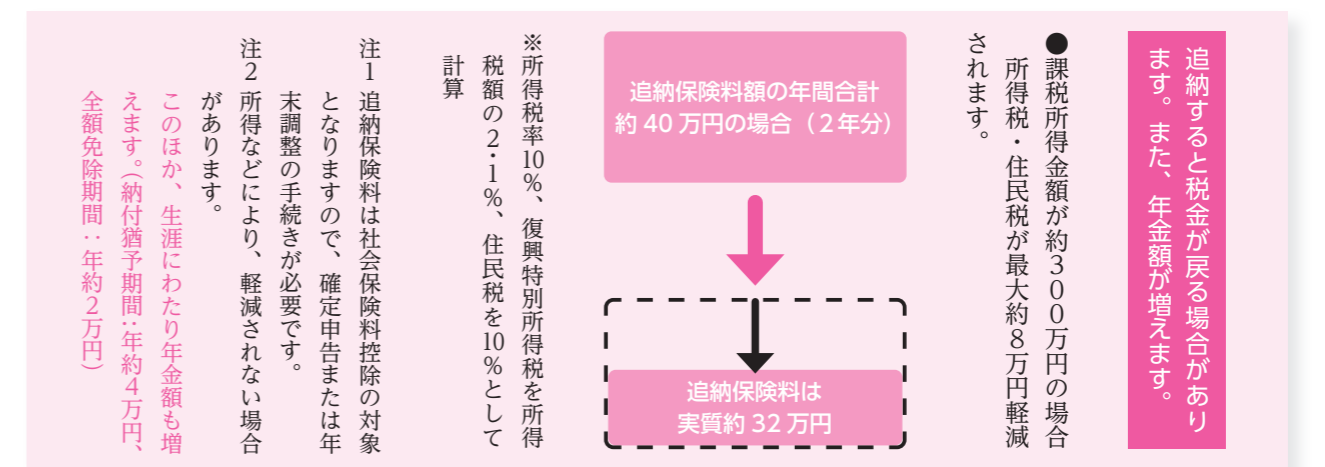 追納すると税金が戻る場合があり
ます。また、年金額が増えます。
●課税所得金額が約３００万円の場合
所得税・住民税が最大約８万円軽減
されます。
追納保険料額の年間合計
約 40 万円の場合（２年分）
追納保険料は
実質約 32 万円
※所得税率10％、復興特別所得税を所得
税額の２・１％、住民税を10％として
計算
注１ 追納保険料は社会保険料控除の対象
となりますので、確定申告または年
末調整の手続きが必要です。
注２ 所得などにより、軽減されない場合
があります。
このほか、生涯にわたり年金額も増
えます。（納付猶予期間：年約４万円、
全額免除期間：年約２万円）